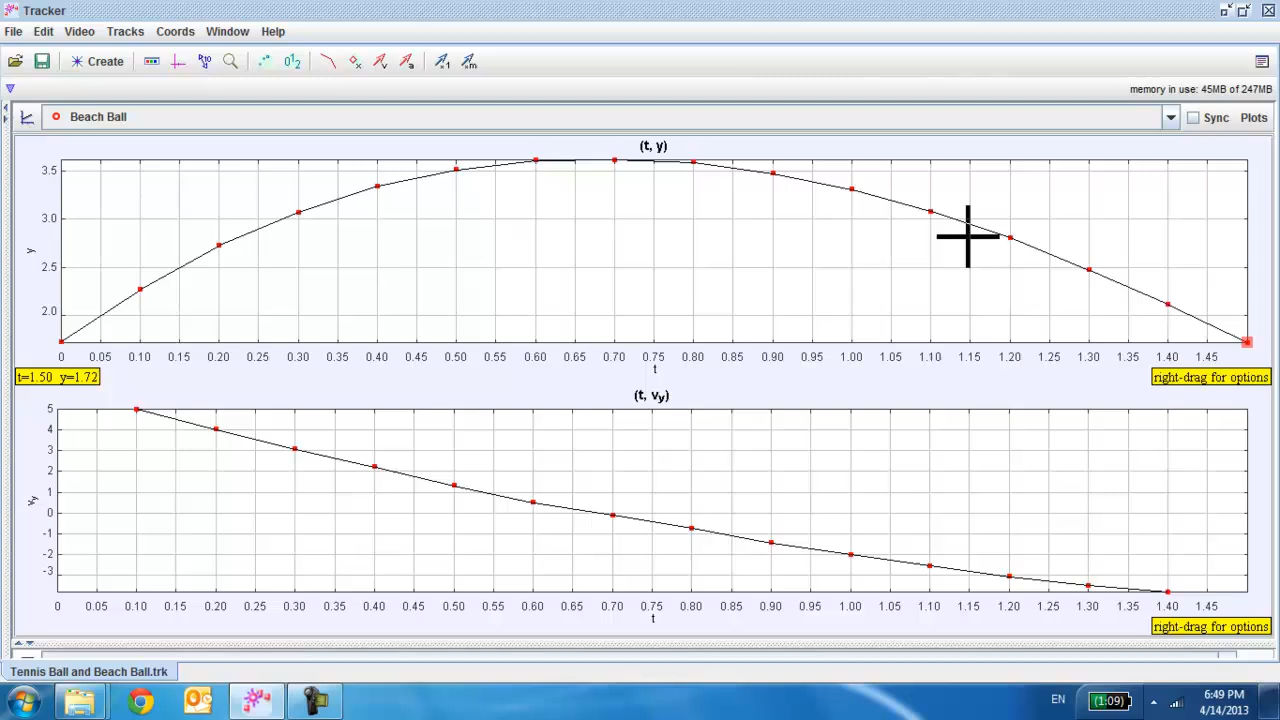 Tracker
File Edit Video Tracks Coords Window Help
Create
memory in use: 45MB of 247MB
Beach Ball
Sync Plots
(t, y)
3.5
3.0
2.5
2.0
y
0 0.05 0.10 0.15 0.20 0.25 0.30 0.35 0.40 0.45 0.50 0.55 0.60 0.65 0.70 0.75 0.80 0.85 0.90 0.95 1.00 1.05 1.10 1.15 1.20 1.25 1.30 1.35 1.40 1.45
t
t=1.50 y=1.72
right-drag for options
(t, vy)
5
4
3
2
1
0
-1
-2
-3
vy
0 0.05 0.10 0.15 0.20 0.25 0.30 0.35 0.40 0.45 0.50 0.55 0.60 0.65 0.70 0.75 0.80 0.85 0.90 0.95 1.00 1.05 1.10 1.15 1.20 1.25 1.30 1.35 1.40 1.45
t
right-drag for options
Tennis Ball and Beach Ball.trk
EN
(1:09)
6:49 PM
4/14/2013